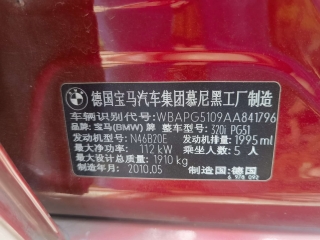 德国宝马汽车集团慕尼黑工厂制造
车辆识别代号:WBAPG5109AA841796
品牌: 宝马(BMW) 牌 整车型号: 320i PG51
发动机型号: N46B20E 发动机排量: 1995 ml
最大净功率: 112 kW 乘坐人数: 5 人
最大总质量: 1910 kg
制造年月: 2010.05 制造国: 德国